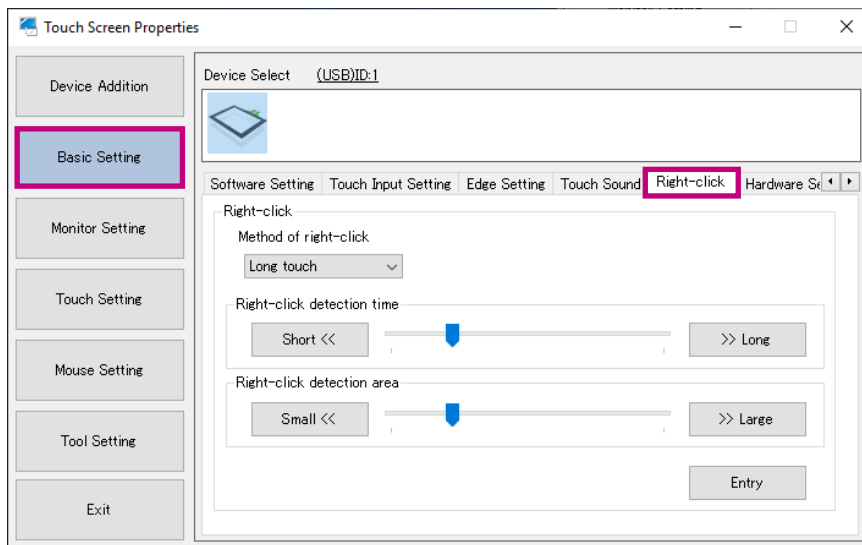 Touch Screen Properties
Device Addition
Basic Setting
Monitor Setting
Touch Setting
Mouse Setting
Tool Setting
Exit
Device Select (USB)ID:1
Software Setting Touch Input Setting Edge Setting Touch Sound Right-click Hardware Se
Right-click
Method of right-click
Long touch
Right-click detection time
Short << >> Long
Right-click detection area
Small << >> Large
Entry